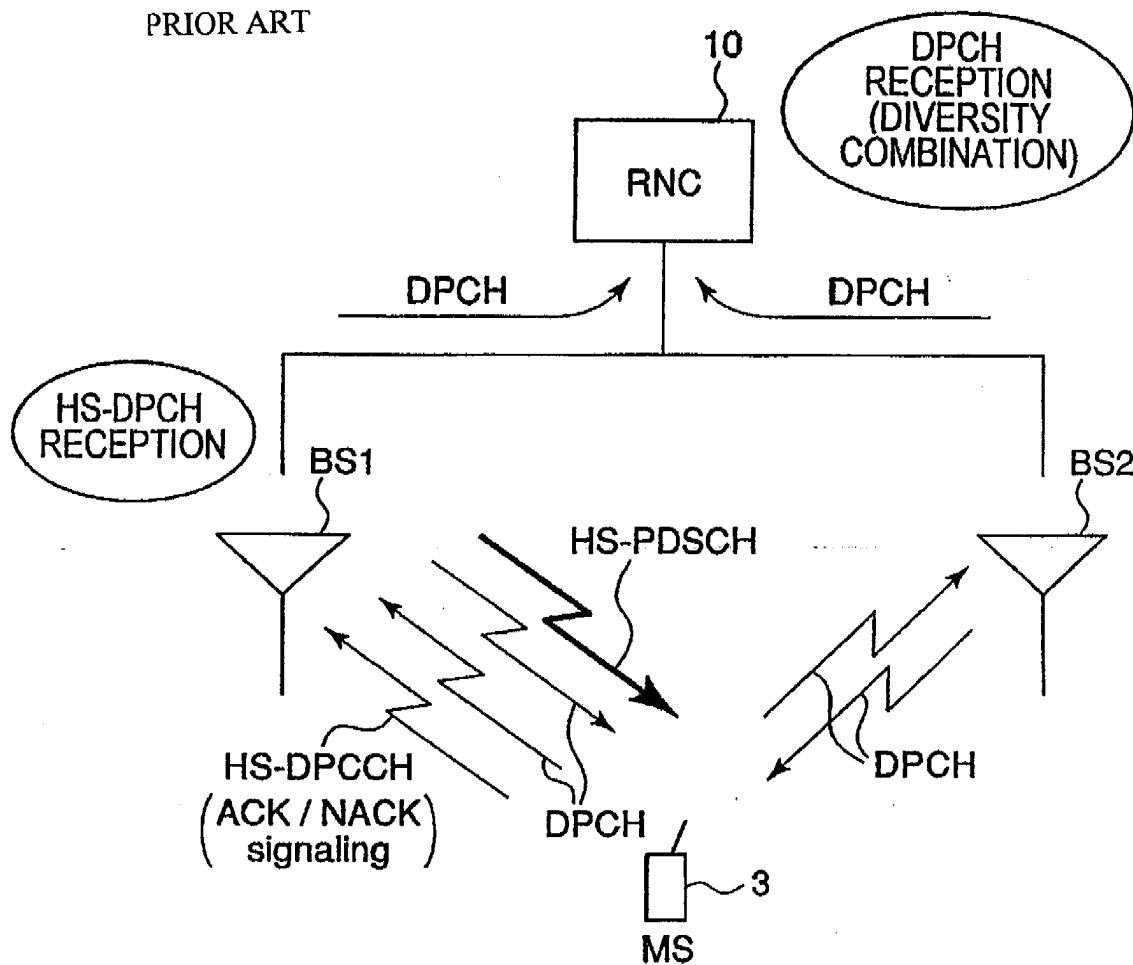 PRIOR ART
10
DPCH
RECEPTION
(DIVERSITY
COMBINATION)
RNC
DPCH
DPCH
HS-DPCH
RECEPTION
BS1
BS2
HS-PDSCH
HS-DPCCH
(ACK / NACK
signaling)
DPCH
DPCH
3
MS